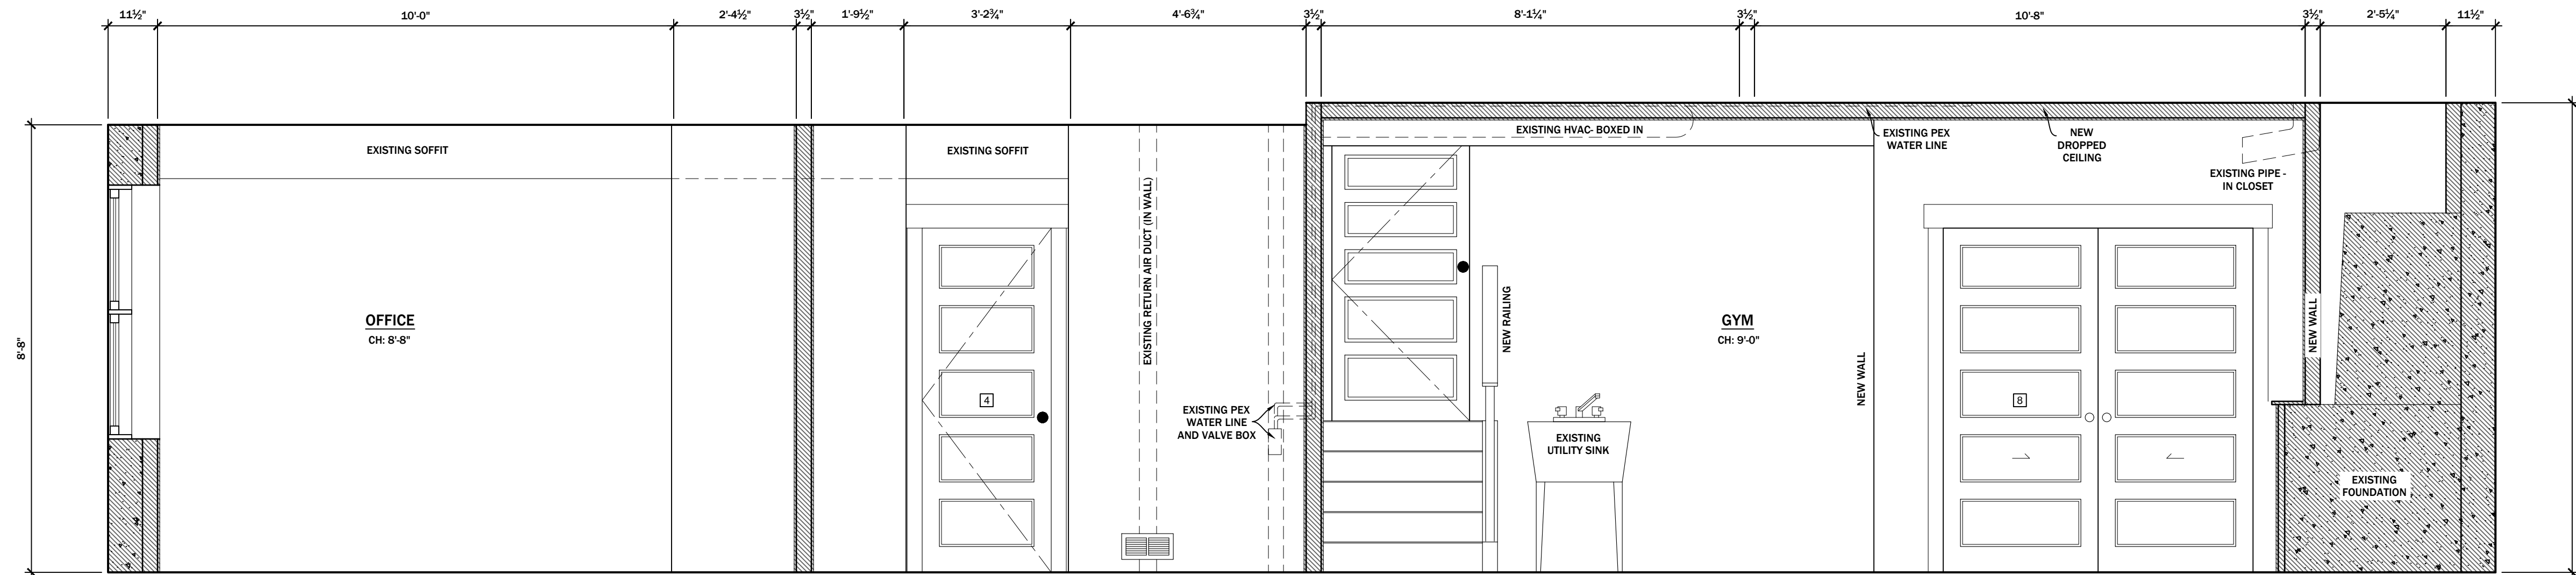 11½"
10'-0"
2'-4½"
3½"
1'-9½"
3'-2¾"
4'-6¾"
3½"
8'-1¼"
3½"
10'-8"
3½"
2'-5¼"
11½"
EXISTING SOFFIT
EXISTING SOFFIT
EXISTING HVAC- BOXED IN
EXISTING PEX
WATER LINE
NEW
DROPPED
CEILING
EXISTING PIPE -
IN CLOSET
EXISTING RETURN AIR DUCT (IN WALL)
8'-8"
OFFICE
CH: 8'-8"
4
EXISTING PEX
WATER LINE
AND VALVE BOX
NEW RAILING
GYM
CH: 9'-0"
NEW WALL
8
NEW WALL
EXISTING
UTILITY SINK
EXISTING
FOUNDATION